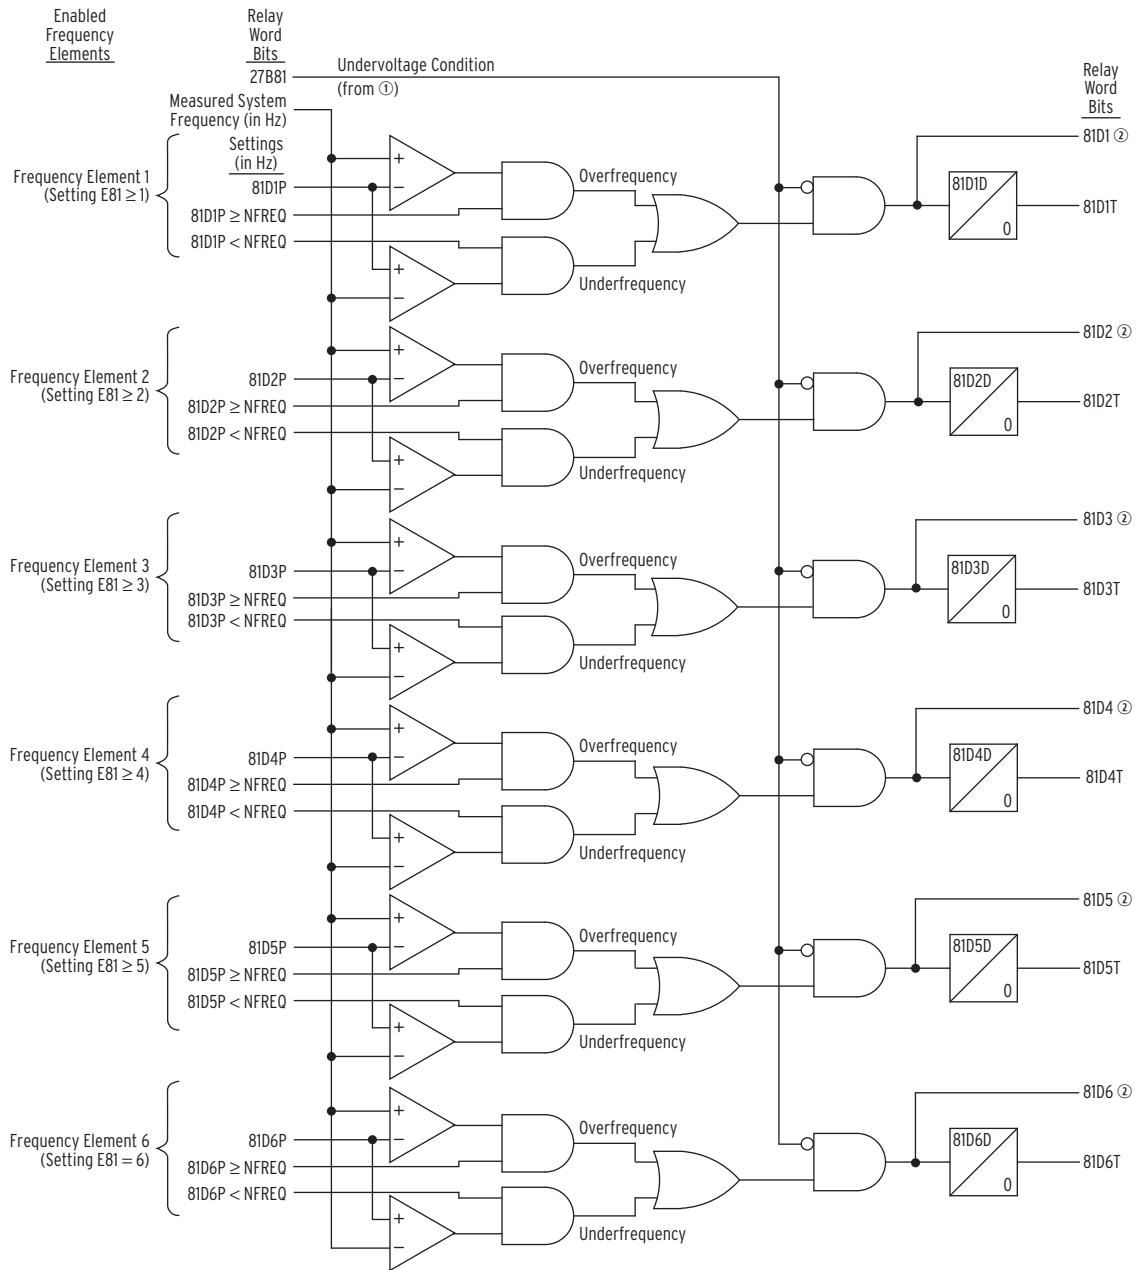 Enabled
Frequency
Elements
Relay
Word
Bits
27B81
Undervoltage Condition
(from ①)
Relay
Word
Bits
Measured System
Frequency (in Hz)
Settings
(in Hz)
Frequency Element 1
(Setting E81 ≥ 1)
81D1P
81D1P ≥ NFREQ
81D1P < NFREQ
+
−
+
−
Overfrequency
Underfrequency
81D1 ②
81D1D
0
81D1T
Frequency Element 2
(Setting E81 ≥ 2)
81D2P
81D2P ≥ NFREQ
81D2P < NFREQ
+
−
+
−
Overfrequency
Underfrequency
81D2 ②
81D2D
0
81D2T
Frequency Element 3
(Setting E81 ≥ 3)
81D3P
81D3P ≥ NFREQ
81D3P < NFREQ
+
−
+
−
Overfrequency
Underfrequency
81D3 ②
81D3D
0
81D3T
Frequency Element 4
(Setting E81 ≥ 4)
81D4P
81D4P ≥ NFREQ
81D4P < NFREQ
+
−
+
−
Overfrequency
Underfrequency
81D4 ②
81D4D
0
81D4T
Frequency Element 5
(Setting E81 ≥ 5)
81D5P
81D5P ≥ NFREQ
81D5P < NFREQ
+
−
+
−
Overfrequency
Underfrequency
81D5 ②
81D5D
0
81D5T
Frequency Element 6
(Setting E81 = 6)
81D6P
81D6P ≥ NFREQ
81D6P < NFREQ
+
−
+
−
Overfrequency
Underfrequency
81D6 ②
81D6D
0
81D6T